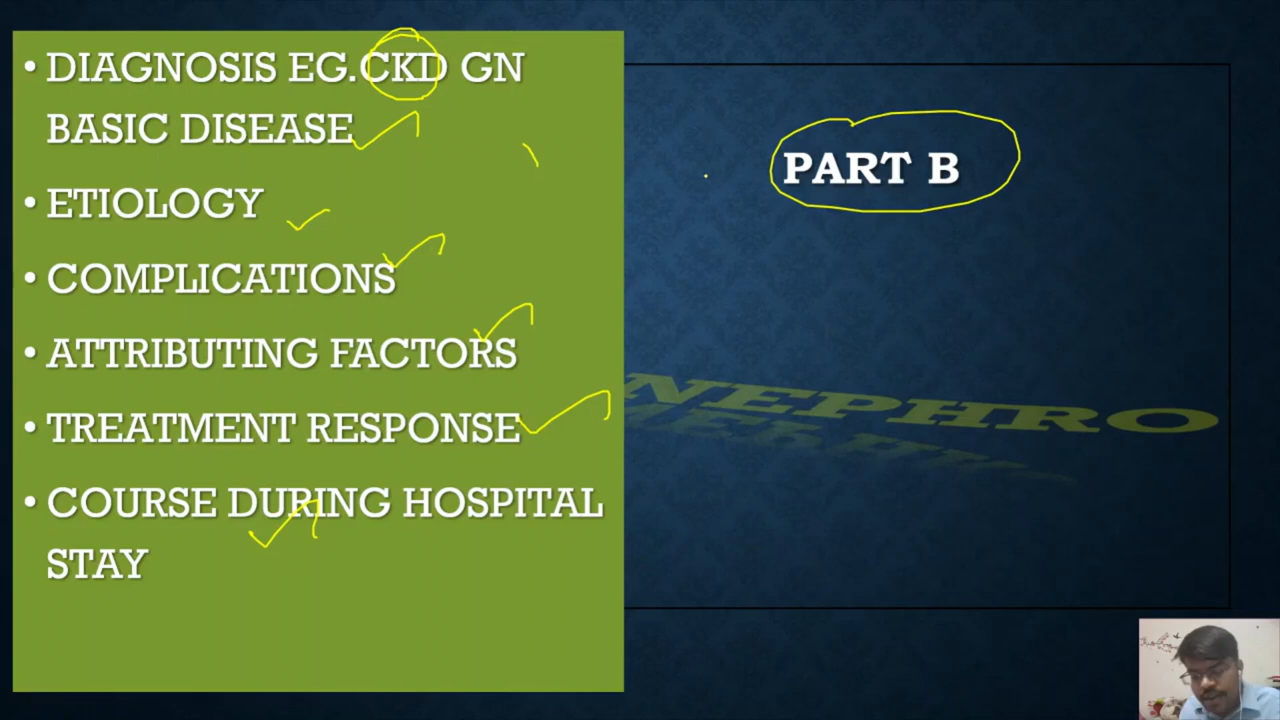 • DIAGNOSIS EG.CKD GN
BASIC DISEASE
• ETIOLOGY
• COMPLICATIONS
• ATTRIBUTING FACTORS
• TREATMENT RESPONSE
• COURSE DURING HOSPITAL
STAY
PART B
NEPHRO